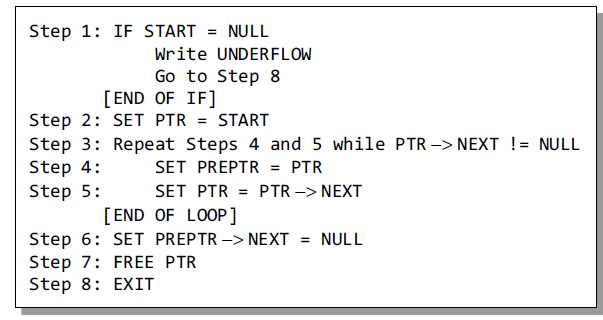 Step 1: IF START = NULL
Write UNDERFLOW
Go to Step 8
[END OF IF]
Step 2: SET PTR = START
Step 3: Repeat Steps 4 and 5 while PTR—>NEXT != NULL
Step 4: SET PREPTR = PTR
Step 5: SET PTR = PTR—>NEXT
[END OF LOOP]
Step 6: SET PREPTR—>NEXT = NULL
Step 7: FREE PTR
Step 8: EXIT